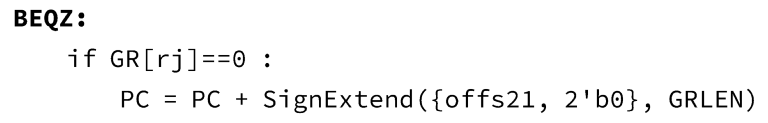 BEQZ:
if GR[rj]==0 :
PC = PC + SignExtend({offs21, 2'b0}, GRLEN)